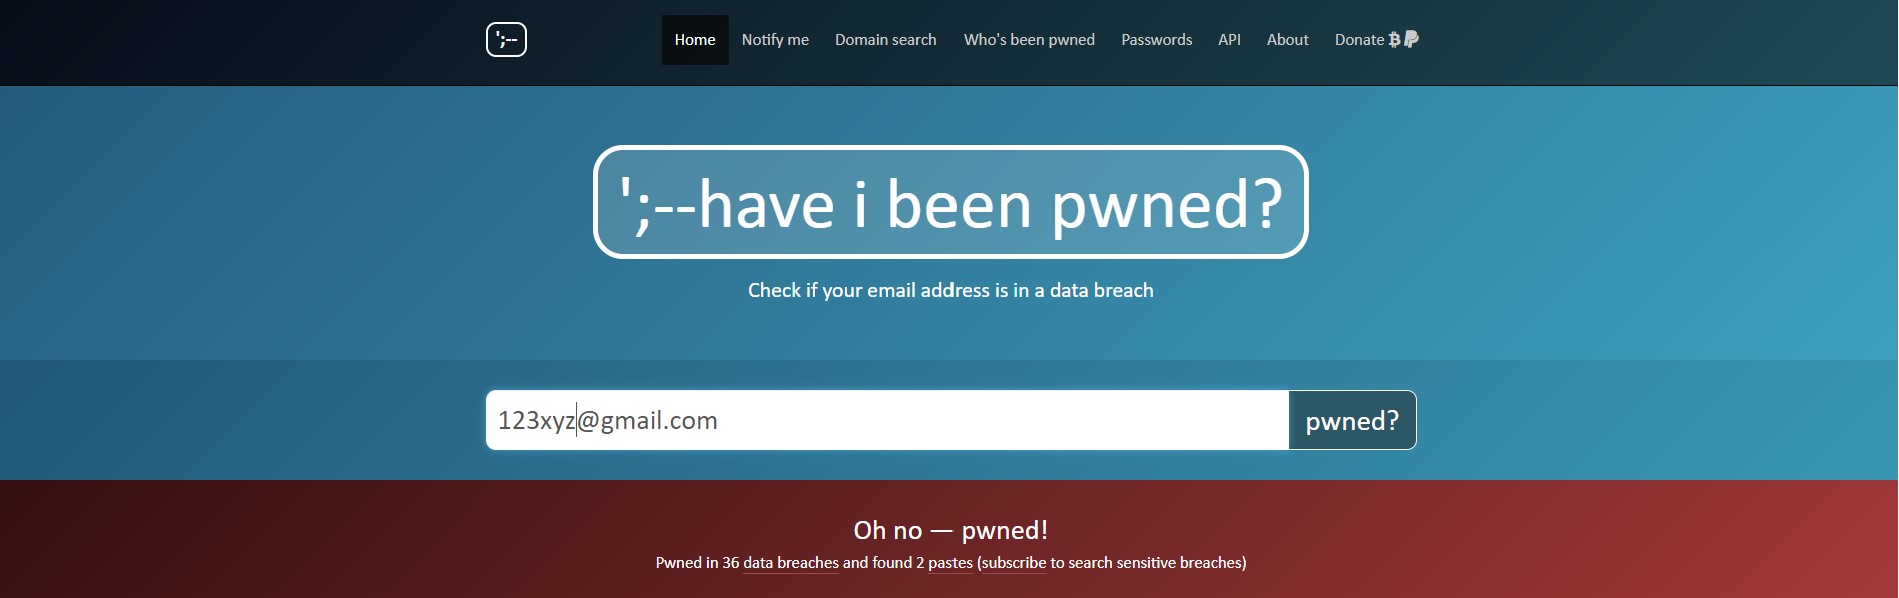 ';--
Home Notify me Domain search Who's been pwned Passwords API About Donate
';--have i been pwned?
Check if your email address is in a data breach
123xyz@gmail.com pwned?
Oh no — pwned!
Pwned in 36 data breaches and found 2 pastes (subscribe to search sensitive breaches)